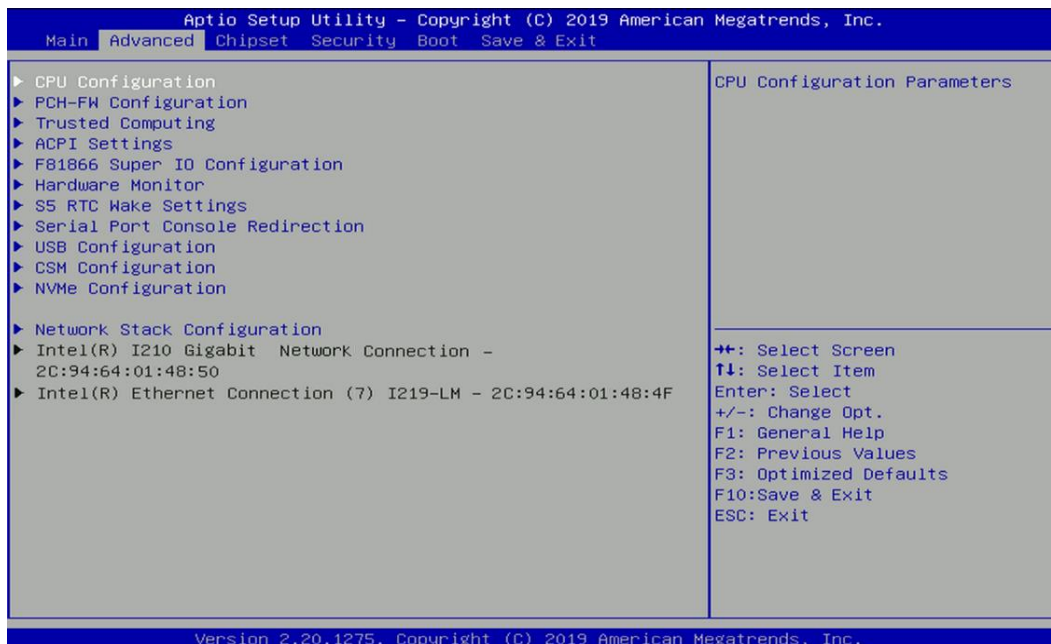 Aptio Setup Utility – Copyright (C) 2019 American Megatrends, Inc.
Main Advanced Chipset Security Boot Save & Exit
▶ CPU Configuration
▶ PCH-FW Configuration
▶ Trusted Computing
▶ ACPI Settings
▶ F81866 Super IO Configuration
▶ Hardware Monitor
▶ S5 RTC Wake Settings
▶ Serial Port Console Redirection
▶ USB Configuration
▶ CSM Configuration
▶ NVMe Configuration
▶ Network Stack Configuration
▶ Intel(R) I210 Gigabit  Network Connection –
2C:94:64:01:48:50
▶ Intel(R) Ethernet Connection (7) I219-LM – 2C:94:64:01:48:4F
CPU Configuration Parameters
→←: Select Screen
↑↓: Select Item
Enter: Select
+/-: Change Opt.
F1: General Help
F2: Previous Values
F3: Optimized Defaults
F10:Save & Exit
ESC: Exit
Version 2.20.1275. Copyright (C) 2019 American Megatrends, Inc.